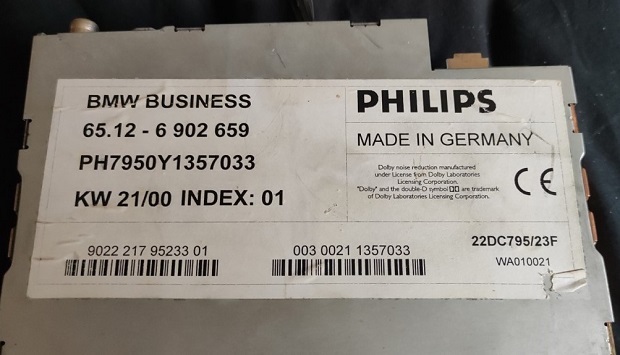 BMW BUSINESS
65.12 - 6 902 659
PH7950Y1357033
KW 21/00 INDEX: 01
PHILIPS
MADE IN GERMANY
Dolby noise reduction manufactured
under License from Dolby Laboratories
Licensing Corporation.
"Dolby" and the double-D symbol are trademark
of Dolby Laboratories Licensing Corporation.
CE
9022 217 95233 01
003 0021 1357033
22DC795/23F
WA010021